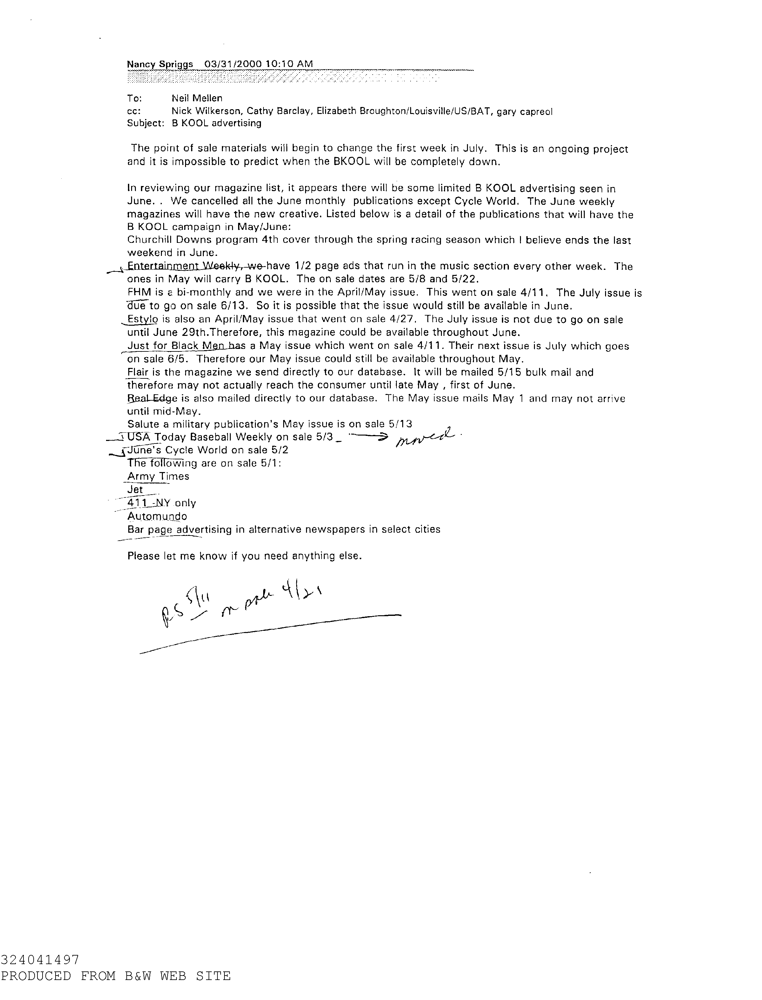 Nancy Spriggs 03/31/2000 10:10 AM
To: Neil Mellen
cc: Nick Wilkerson, Cathy Barclay, Elizabeth Broughton/Louisville/US/BAT, gary capreol
Subject: B KOOL advertising
The point of sale materials will begin to change the first week in July. This is an ongoing project
and it is impossible to predict when the BKOOL will be completely down.
In reviewing our magazine list, it appears there will be some limited B KOOL advertising seen in
June. . We cancelled all the June monthly publications except Cycle World. The June weekly
magazines will have the new creative. Listed below is a detail of the publications that will have the
B KOOL campaign in May/June:
Churchill Downs program 4th cover through the spring racing season which I believe ends the last
weekend in June.
Entertainment Weekly, we have 1/2 page ads that run in the music section every other week. The
ones in May will carry B KOOL. The on sale dates are 5/8 and 5/22.
FHM is a bi-monthly and we were in the April/May issue. This went on sale 4/11. The July issue is
due to go on sale 6/13. So it is possible that the issue would still be available in June.
Estylo is also an April/May issue that went on sale 4/27. The July issue is not due to go on sale
until June 29th.Therefore, this magazine could be available throughout June.
Just for Black Men has a May issue which went on sale 4/11. Their next issue is July which goes
on sale 6/5. Therefore our May issue could still be available throughout May.
Flair is the magazine we send directly to our database. It will be mailed 5/15 bulk mail and
therefore may not actually reach the consumer until late May , first of June.
Real Edge is also mailed directly to our database. The May issue mails May 1 and may not arrive
until mid-May.
Salute a military publication's May issue is on sale 5/13
USA Today Baseball Weekly on sale 5/3 moved
June's Cycle World on sale 5/2
The following are on sale 5/1:
Army Times
Jet
411 -NY only
Automundo
Bar page advertising in alternative newspapers in select cities
Please let me know if you need anything else.
RS 5/11 on sale 4/21
324041497
PRODUCED FROM B&W WEB SITE